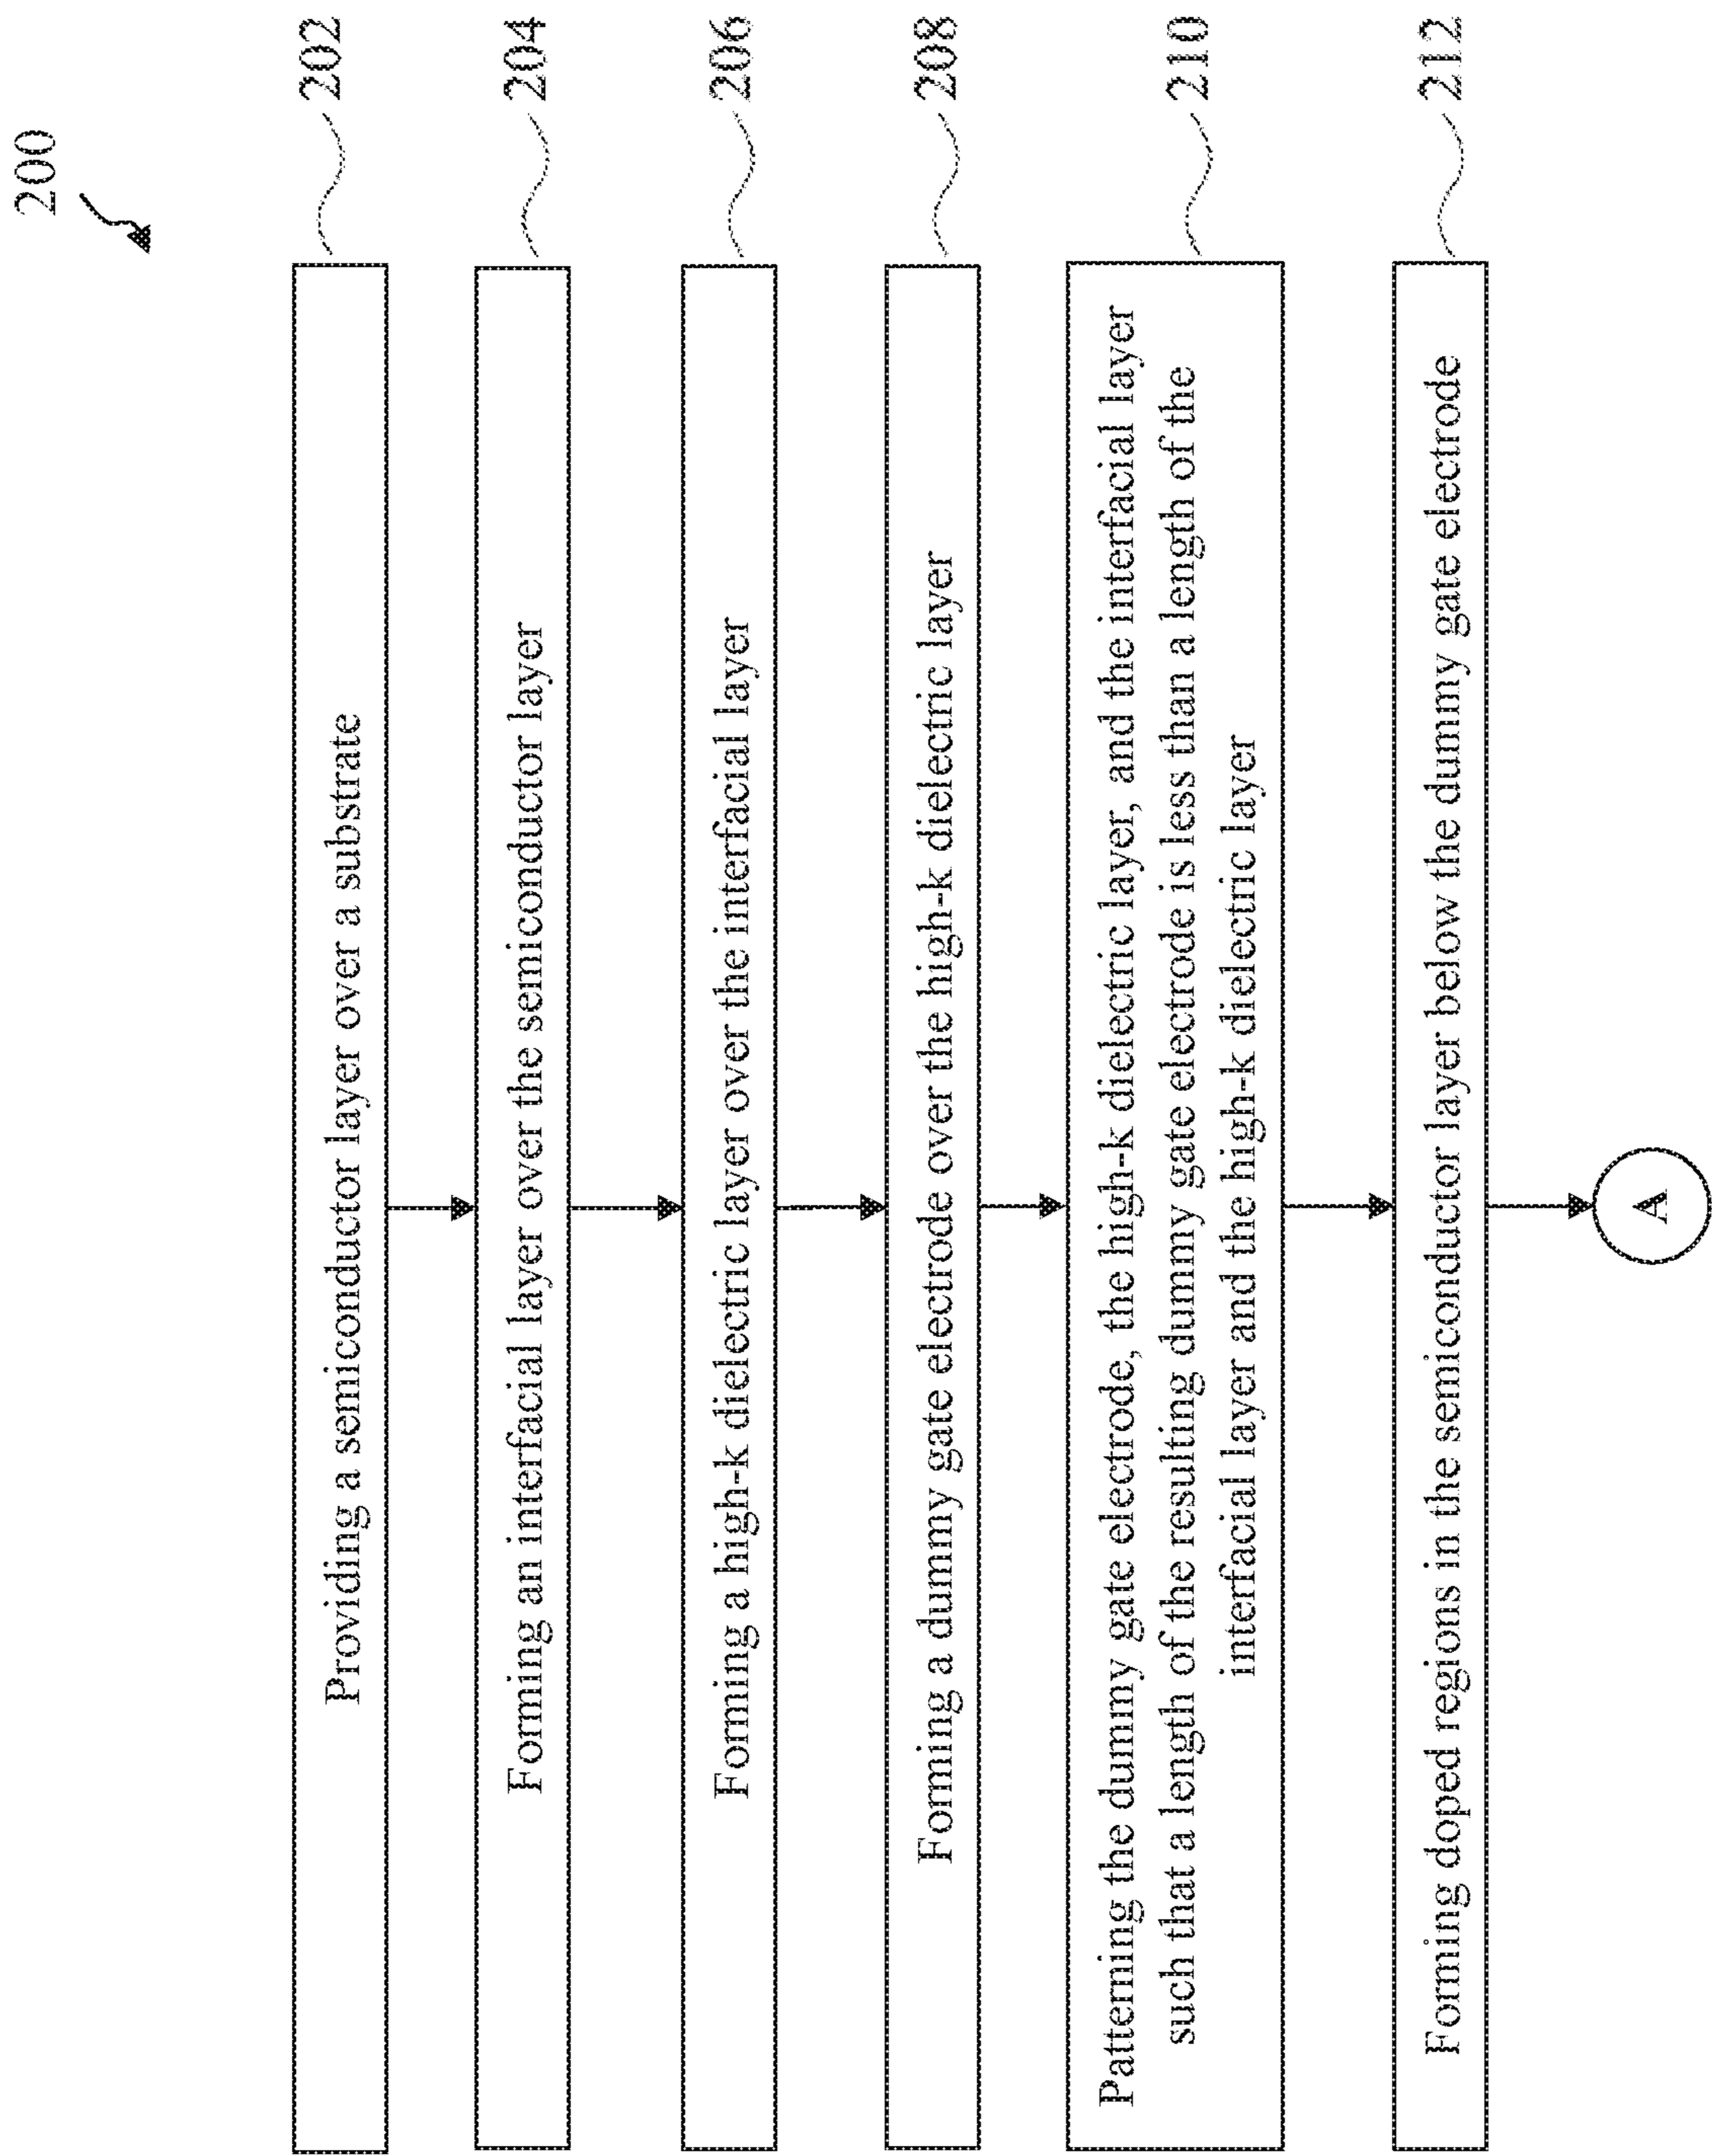 200
Providing a semiconductor layer over a substrate
202
Forming an interfacial layer over the semiconductor layer
204
Forming a high-k dielectric layer over the interfacial layer
206
Forming a dummy gate electrode over the high-k dielectric layer
208
Patterning the dummy gate electrode, the high-k dielectric layer, and the interfacial layer
such that a length of the resulting dummy gate electrode is less than a length of the
interfacial layer and the high-k dielectric layer
210
Forming doped regions in the semiconductor layer below the dummy gate electrode
212
A